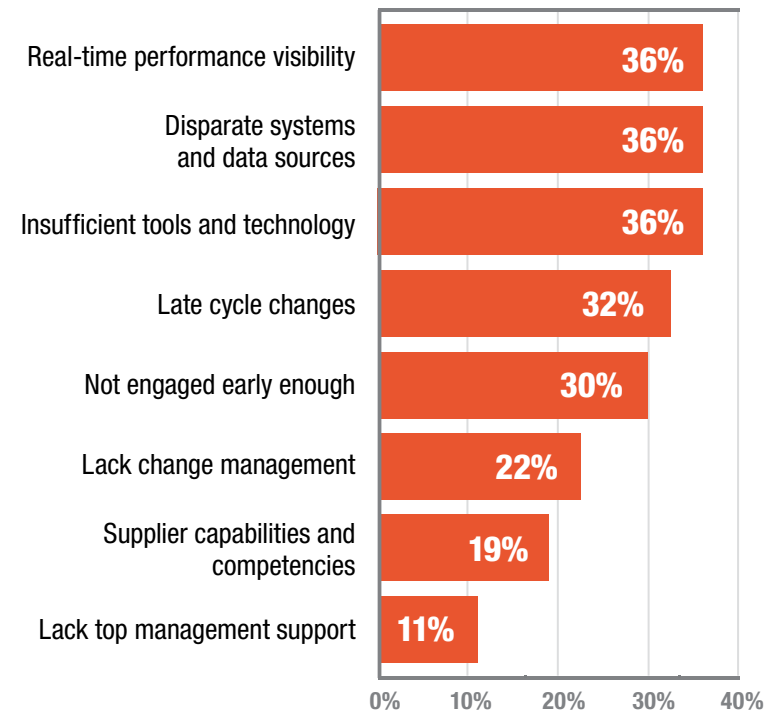 Real-time performance visibility
36%
Disparate systems
and data sources
36%
Insufficient tools and technology
36%
Late cycle changes
32%
Not engaged early enough
30%
Lack change management
22%
Supplier capabilities and
competencies
19%
Lack top management support
11%
0% 10% 20% 30% 40%